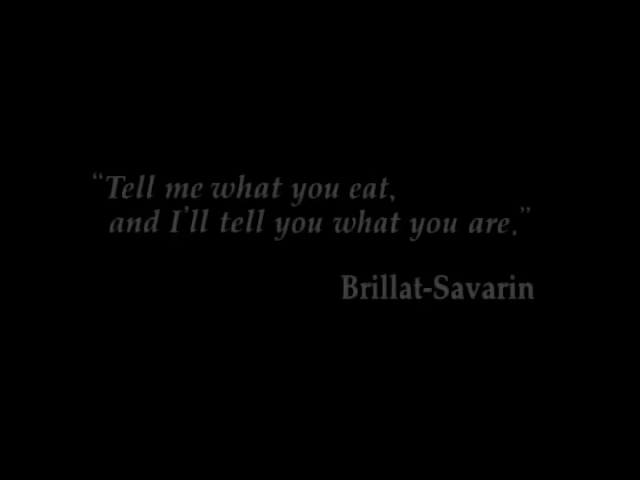 “Tell me what you eat,
and I'll tell you what you are.”
Brillat-Savarin